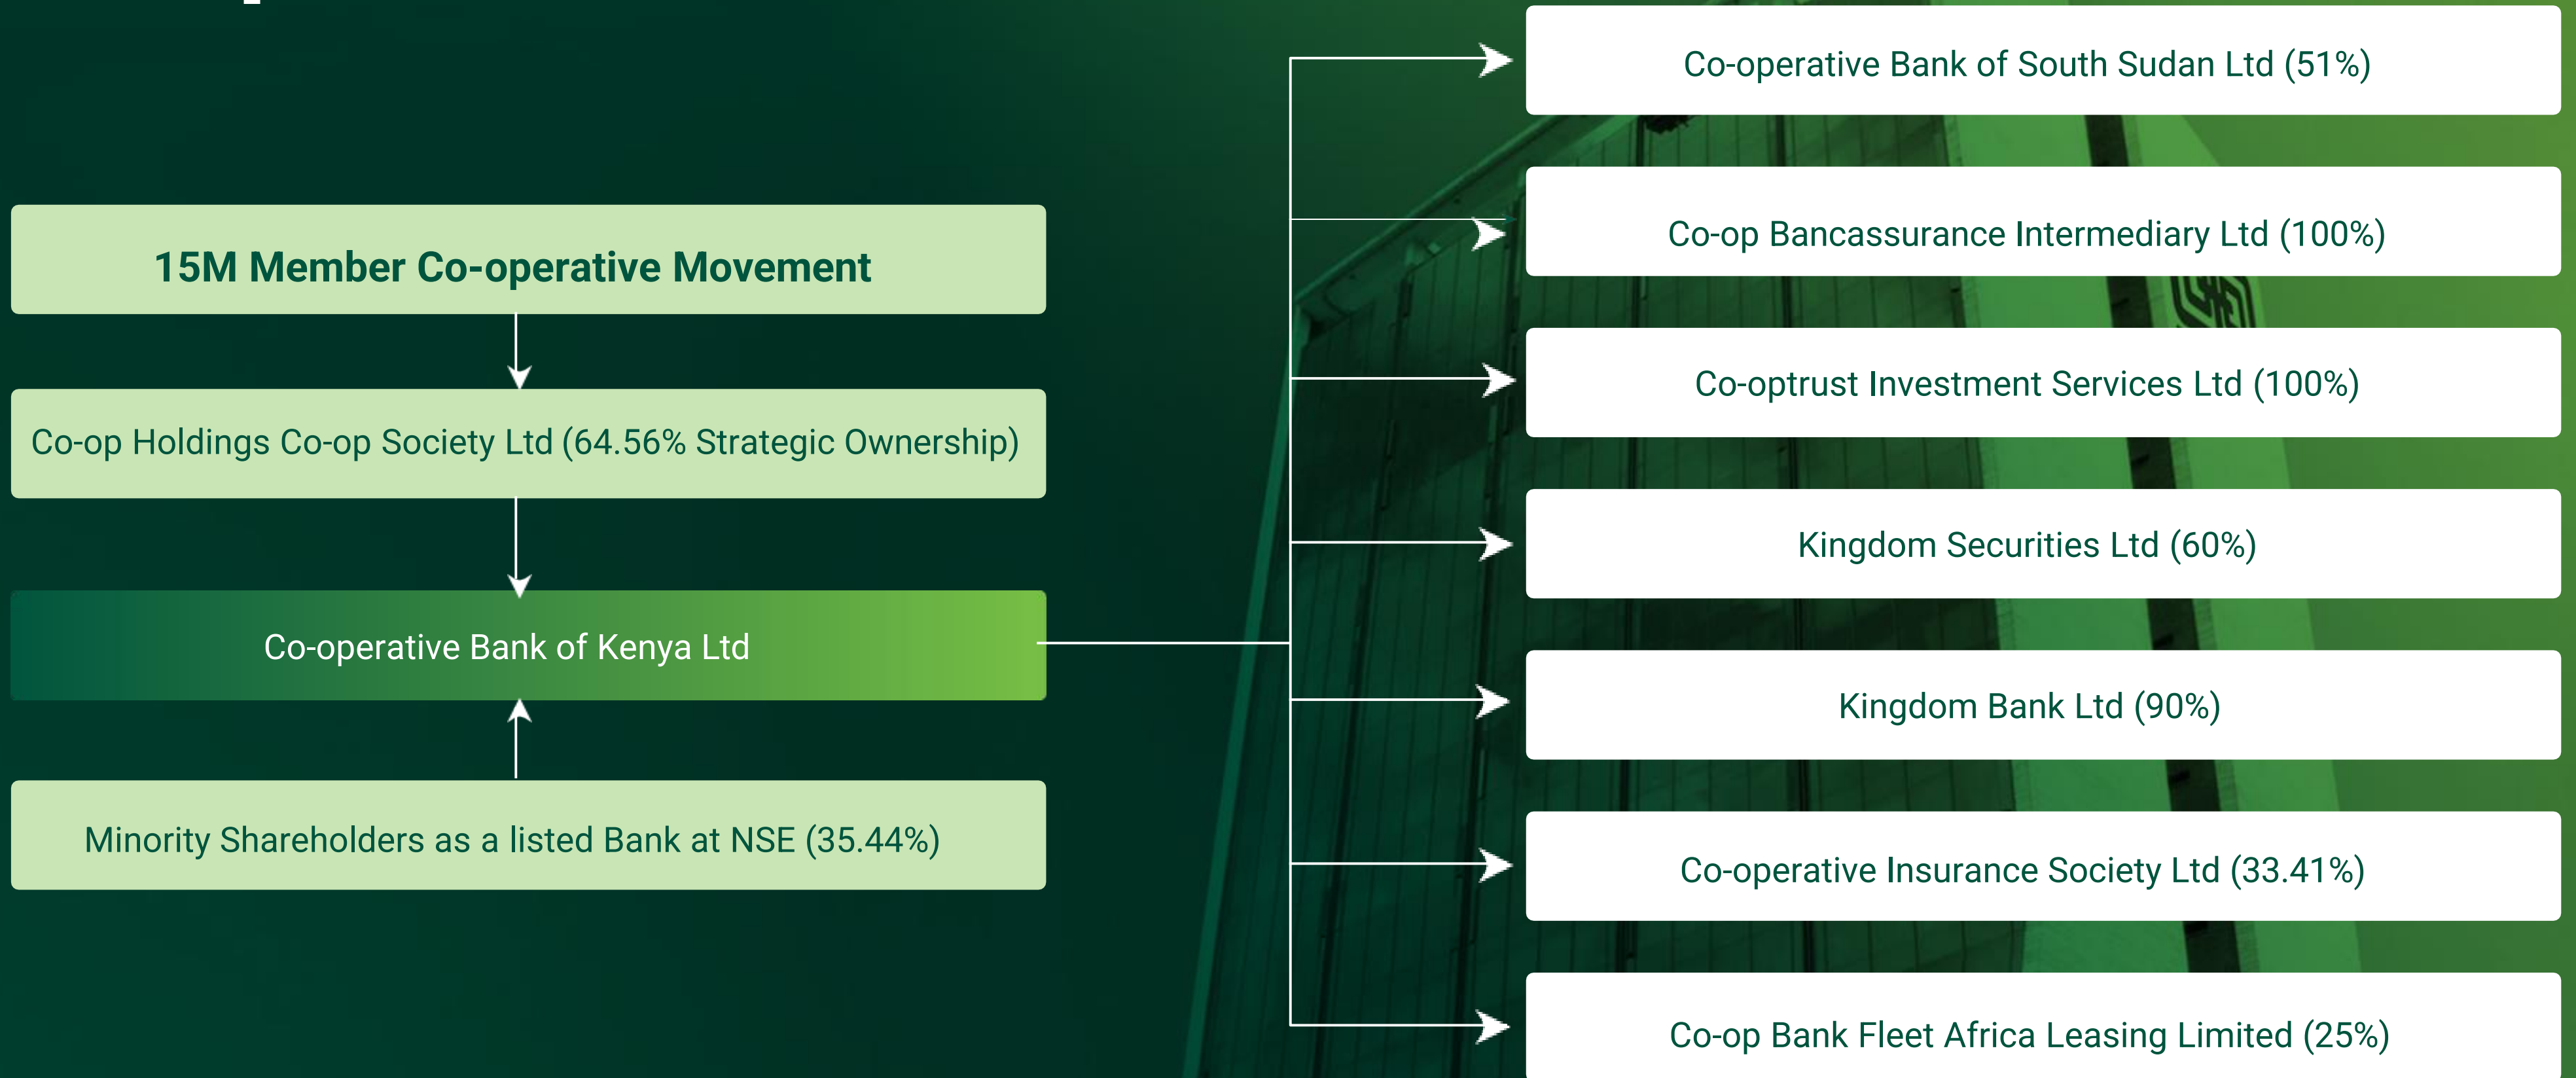 15M Member Co-operative Movement
Co-op Holdings Co-op Society Ltd (64.56% Strategic Ownership)
Co-operative Bank of Kenya Ltd
Minority Shareholders as a listed Bank at NSE (35.44%)
Co-operative Bank of South Sudan Ltd (51%)
Co-op Bancassurance Intermediary Ltd (100%)
Co-optrust Investment Services Ltd (100%)
Kingdom Securities Ltd (60%)
Kingdom Bank Ltd (90%)
Co-operative Insurance Society Ltd (33.41%)
Co-op Bank Fleet Africa Leasing Limited (25%)